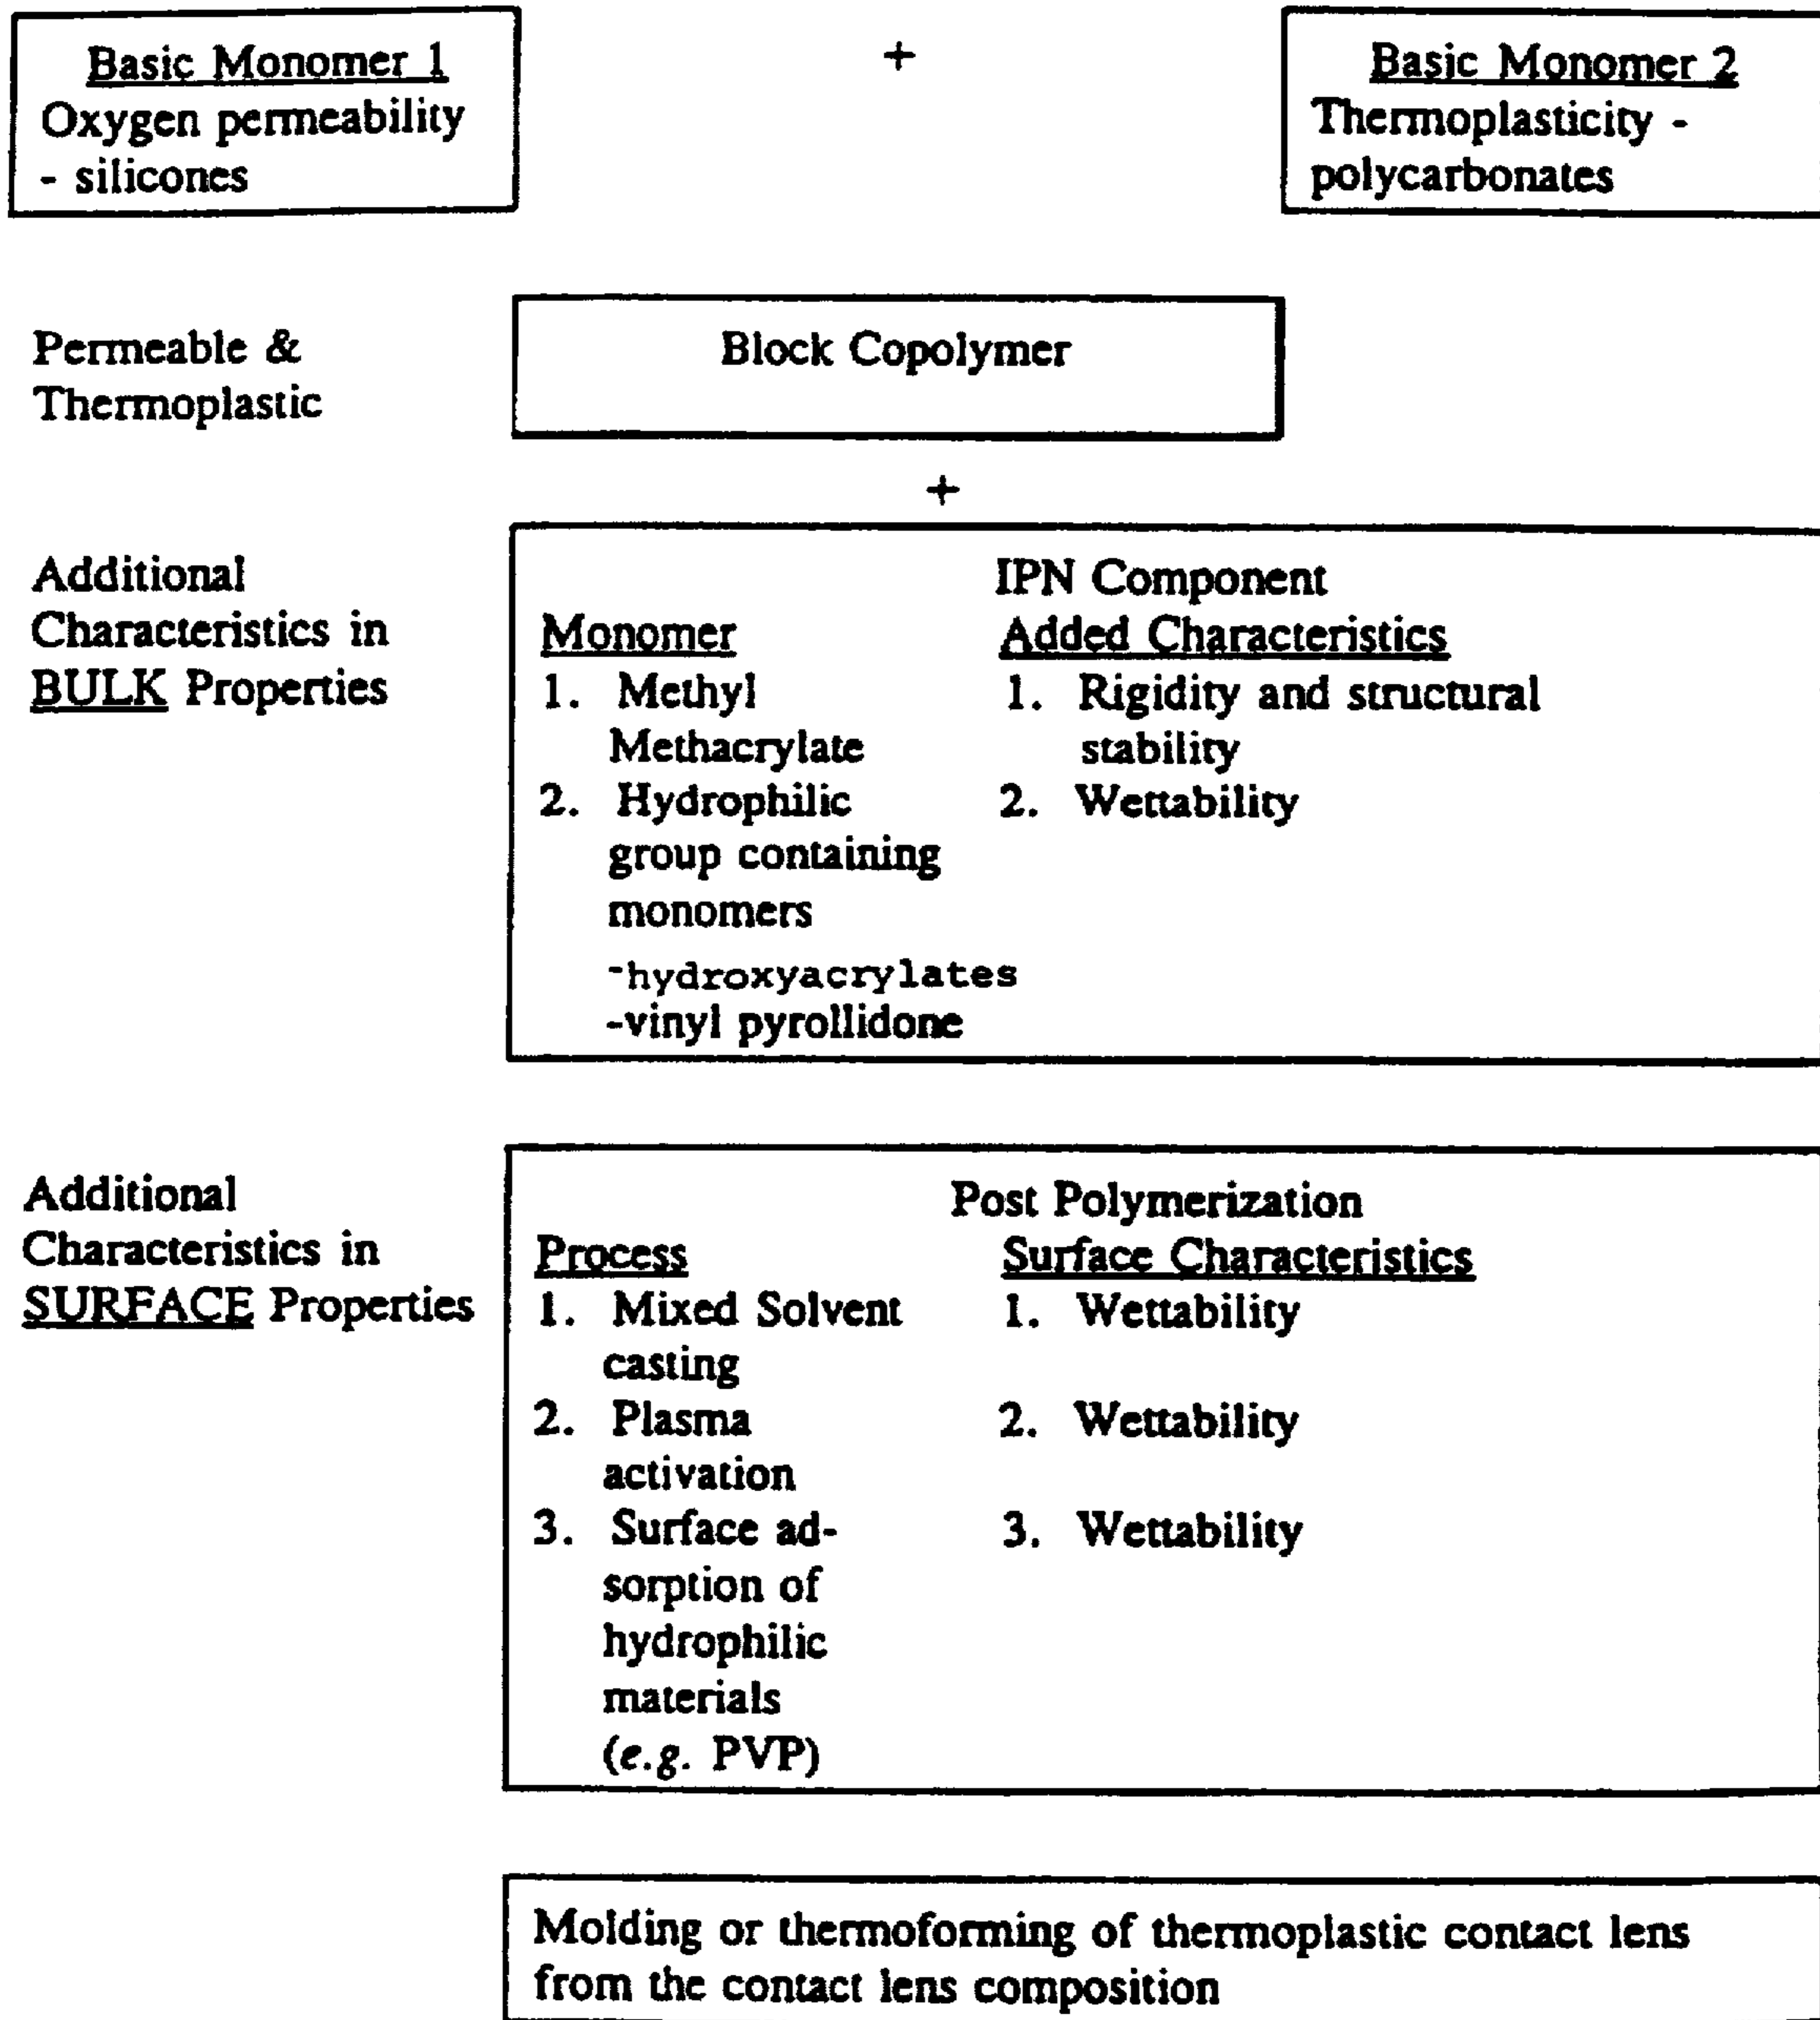 Basic Monomer 1
Oxygen permeability
- silicones
+
Basic Monomer 2
Thermoplasticity -
polycarbonates
Permeable &
Thermoplastic
Block Copolymer
+
Additional
Characteristics in
BULK Properties
IPN Component
Monomer Added Characteristics
1. Methyl 1. Rigidity and structural
Methacrylate stability
2. Hydrophilic 2. Wettability
group containing
monomers
-hydroxyacrylates
-vinyl pyrollidone
Additional
Characteristics in
SURFACE Properties
Post Polymerization
Process Surface Characteristics
1. Mixed Solvent 1. Wettability
casting
2. Plasma 2. Wettability
activation
3. Surface ad- 3. Wettability
sorption of
hydrophilic
materials
(e.g. PVP)
Molding or thermoforming of thermoplastic contact lens
from the contact lens composition